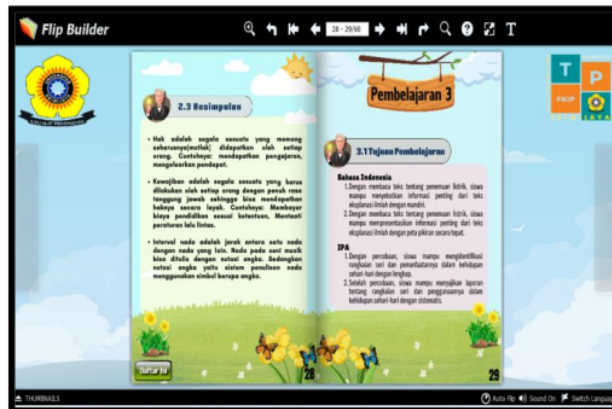 Flip Builder
28 - 29/60
T
T
P
FKIP
2.3 Kesimpulan
• Hak adalah segala sesuatu yang memang
seharusnya(mutlak) didapatkan oleh setiap
orang. Contohnya: mendapatkan pengajaran,
mengeluarkan pendapat.
• Kewajiban adalah segala sesuatu yang harus
dilakukan oleh setiap orang dengan penuh rasa
tanggung jawab sehingga bisa mendapatkan
haknya secara layak. Contohnya: Membayar
biaya pendidikan sesuai ketentuan, Mentaati
peraturan lalu lintas.
• Interval nada adalah jarak antara satu nada
dengan nada yang lain. Nada pada seni musik
bisa ditulis dengan notasi angka. Sedangkan
notasi angka yaitu sistem penulisan nada
menggunakan simbol berupa angka.
Daftar Isi
28
Pembelajaran 3
3.1 Tujuan Pembelajaran
Bahasa Indonesia
1.Dengan membaca teks tentang penemuan listrik, siswa
mampu menyebutkan informasi penting dari teks
eksplanasi ilmiah dengan mandiri.
2. Dengan membaca teks tentang penemuan listrik, siswa
mampu mempresentasikan informasi penting dari teks
eksplanasi ilmiah dengan peta pikiran secara tepat.
IPA
1.Dengan percobaan, siswa mampu mengidentifikasi
rangkaian seri dan pemanfaatannya dalam kehidupan
sehari-hari dengan lengkap.
2. Setelah percobaan, siswa mampu menyajikan laporan
tentang rangkaian seri dan penggunaannya dalam
kehidupan sehari-hari dengan sistematis.
29
THUMBNAILS
Auto Flip
Sound On
Switch Language